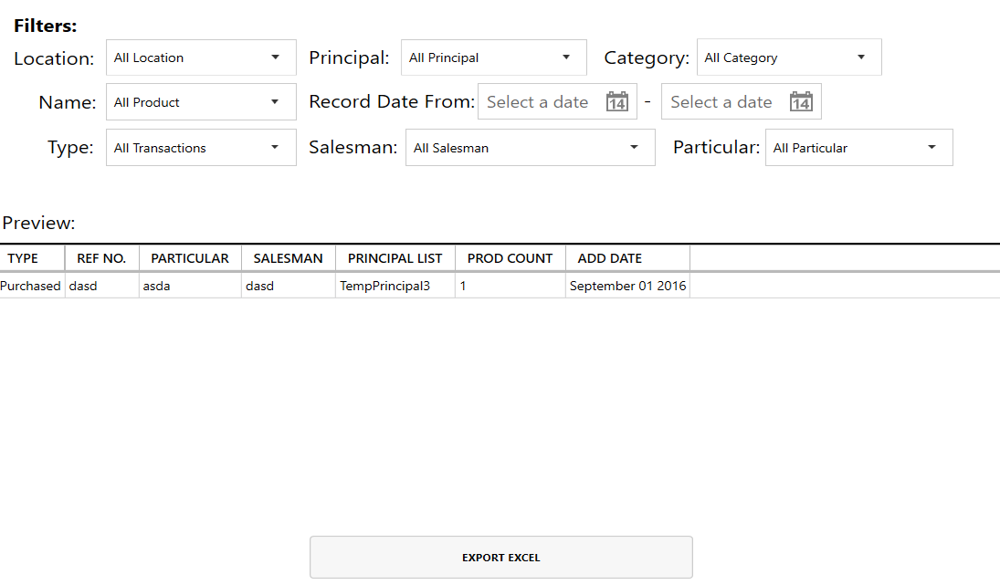 Filters:
Location: All Location Principal: All Principal Category: All Category
Name: All Product Record Date From: Select a date 14 - Select a date 14
Type: All Transactions Salesman: All Salesman Particular: All Particular
Preview:
TYPE REF NO. PARTICULAR SALESMAN PRINCIPAL LIST PROD COUNT ADD DATE
Purchased dasd asda dasd TempPrincipal3 1 September 01 2016
EXPORT EXCEL